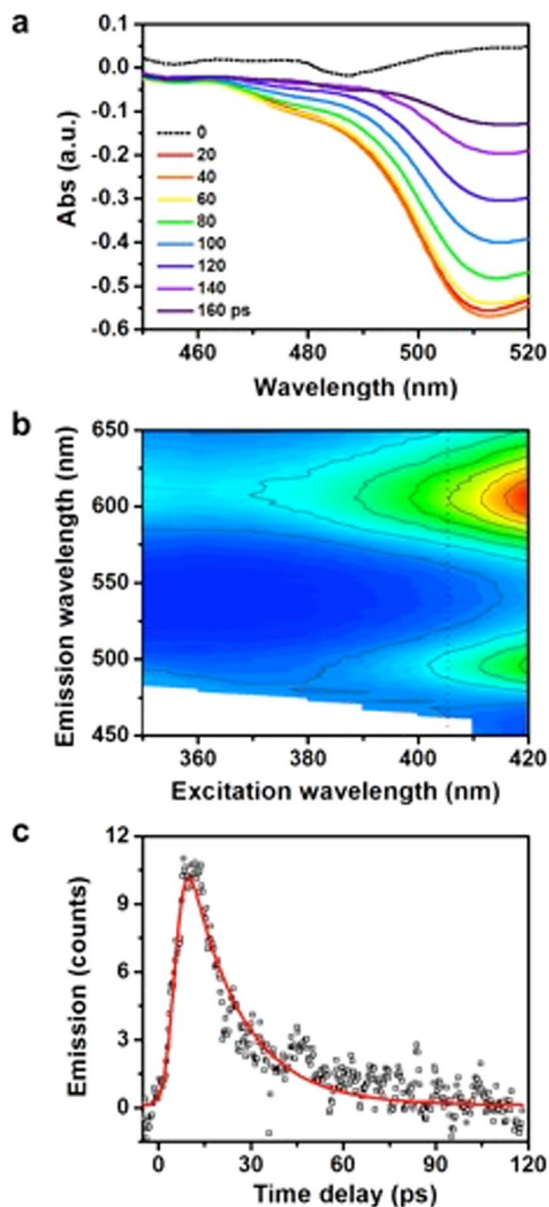 a
0.1
0.0
-0.1
-0.2
-0.3
-0.4
-0.5
-0.6
Abs (a.u.)
0
20
40
60
80
100
120
140
160 ps
460 480 500 520
Wavelength (nm)
b
650
600
550
500
450
Emission wavelength (nm)
360 380 400 420
Excitation wavelength (nm)
c
12
9
6
3
0
Emission (counts)
0 30 60 90 120
Time delay (ps)